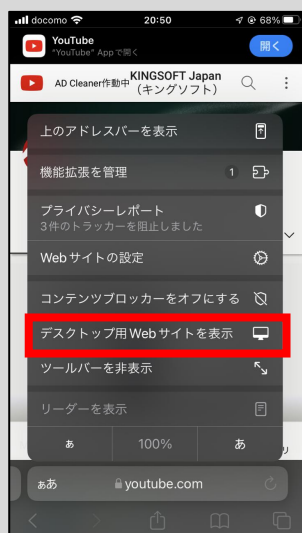 docomo 20:50 68%
YouTube
"YouTube" Appで開く
開く
AD Cleaner作動中 KINGSOFT Japan
(キングソフト)
上のアドレスバーを表示
機能拡張を管理 1
プライバシーレポート
3件のトラッカーを阻止しました
Webサイトの設定
コンテンツブロッカーをオフにする
デスクトップ用Webサイトを表示
ツールバーを非表示
リーダーを表示
あ 100% あ
ああ youtube.com